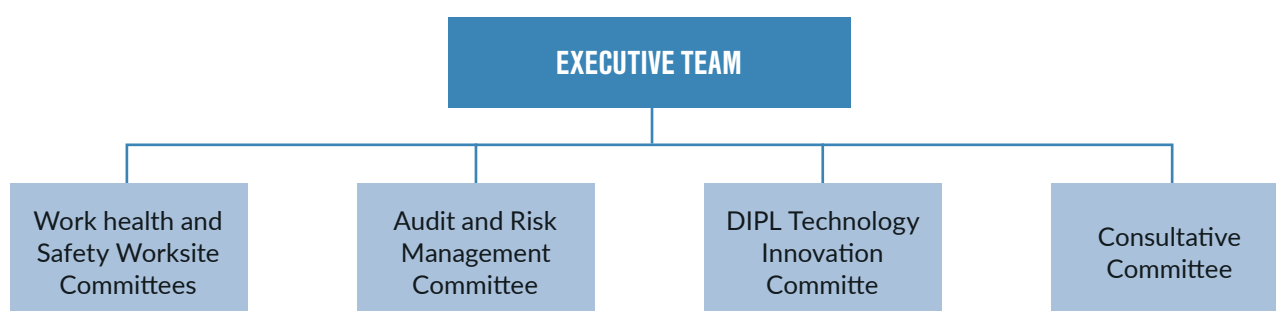 EXECUTIVE TEAM
Work health and
Safety Worksite
Committees
Audit and Risk
Management
Committee
DIPL Technology
Innovation
Committe
Consultative
Committee